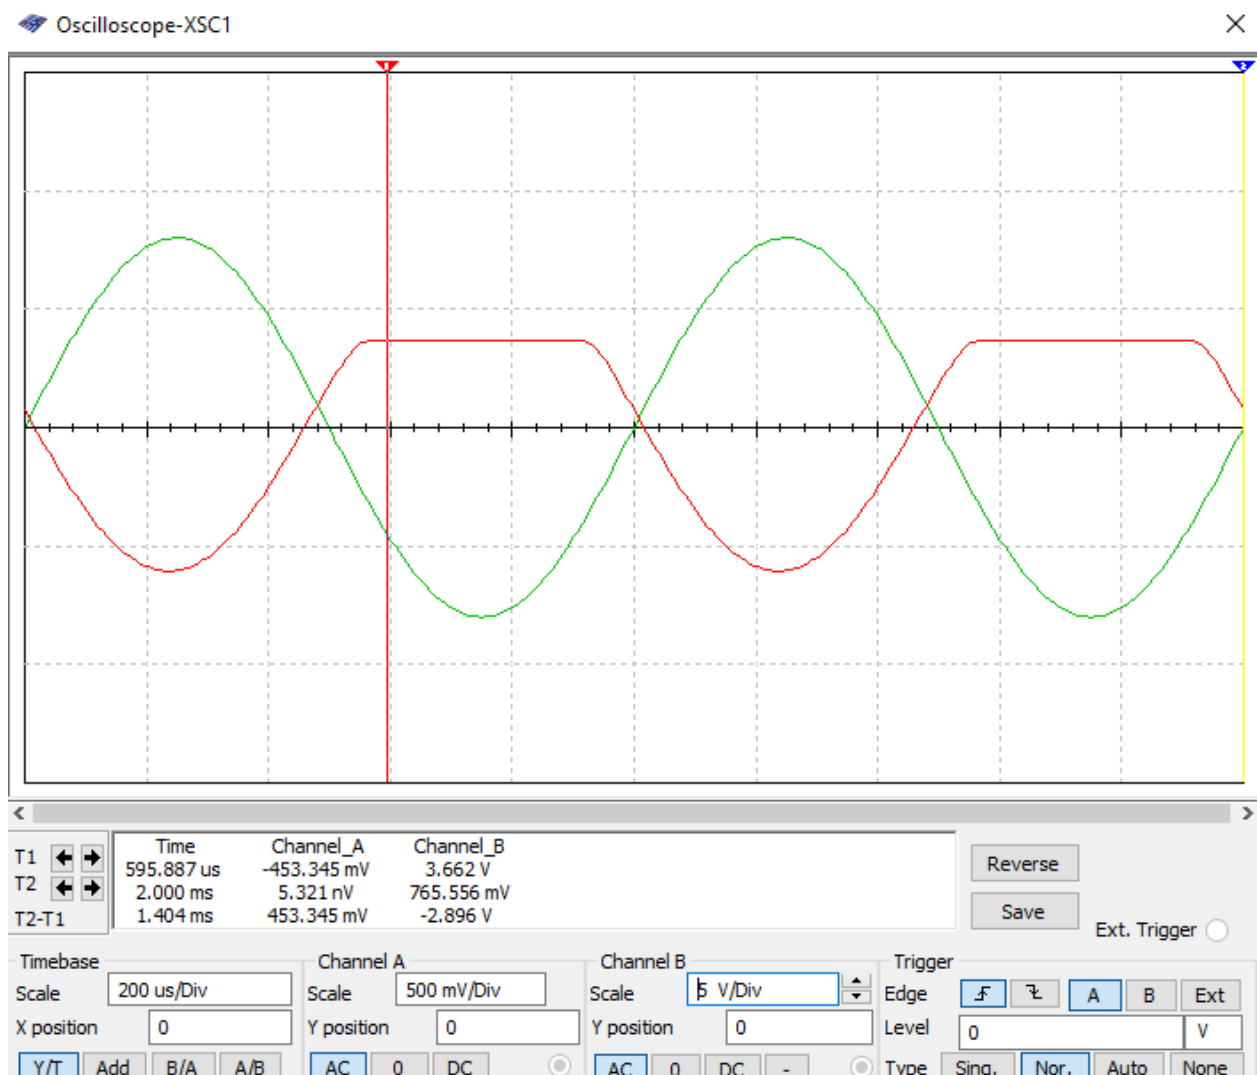 Oscilloscope-XSC1
1
2
Time Channel_A Channel_B
T1 595.887 us -453.345 mV 3.662 V
T2 2.000 ms 5.321 nV 765.556 mV
T2-T1 1.404 ms 453.345 mV -2.896 V
Reverse
Save
Ext. Trigger
Timebase Channel A Channel B Trigger
Scale 200 us/Div Scale 500 mV/Div Scale 5 V/Div Edge A B Ext
X position 0 Y position 0 Y position 0 Level 0 V
Y/T Add B/A A/B AC 0 DC AC 0 DC - Type Sing. Nor. Auto None